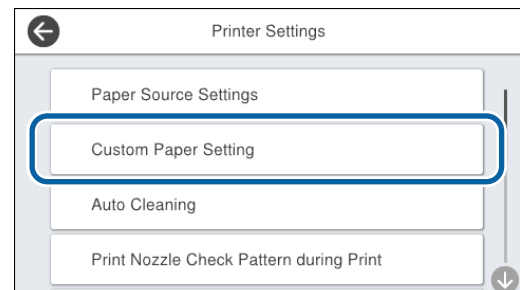 Printer Settings
Paper Source Settings
Custom Paper Setting
Auto Cleaning
Print Nozzle Check Pattern during Print